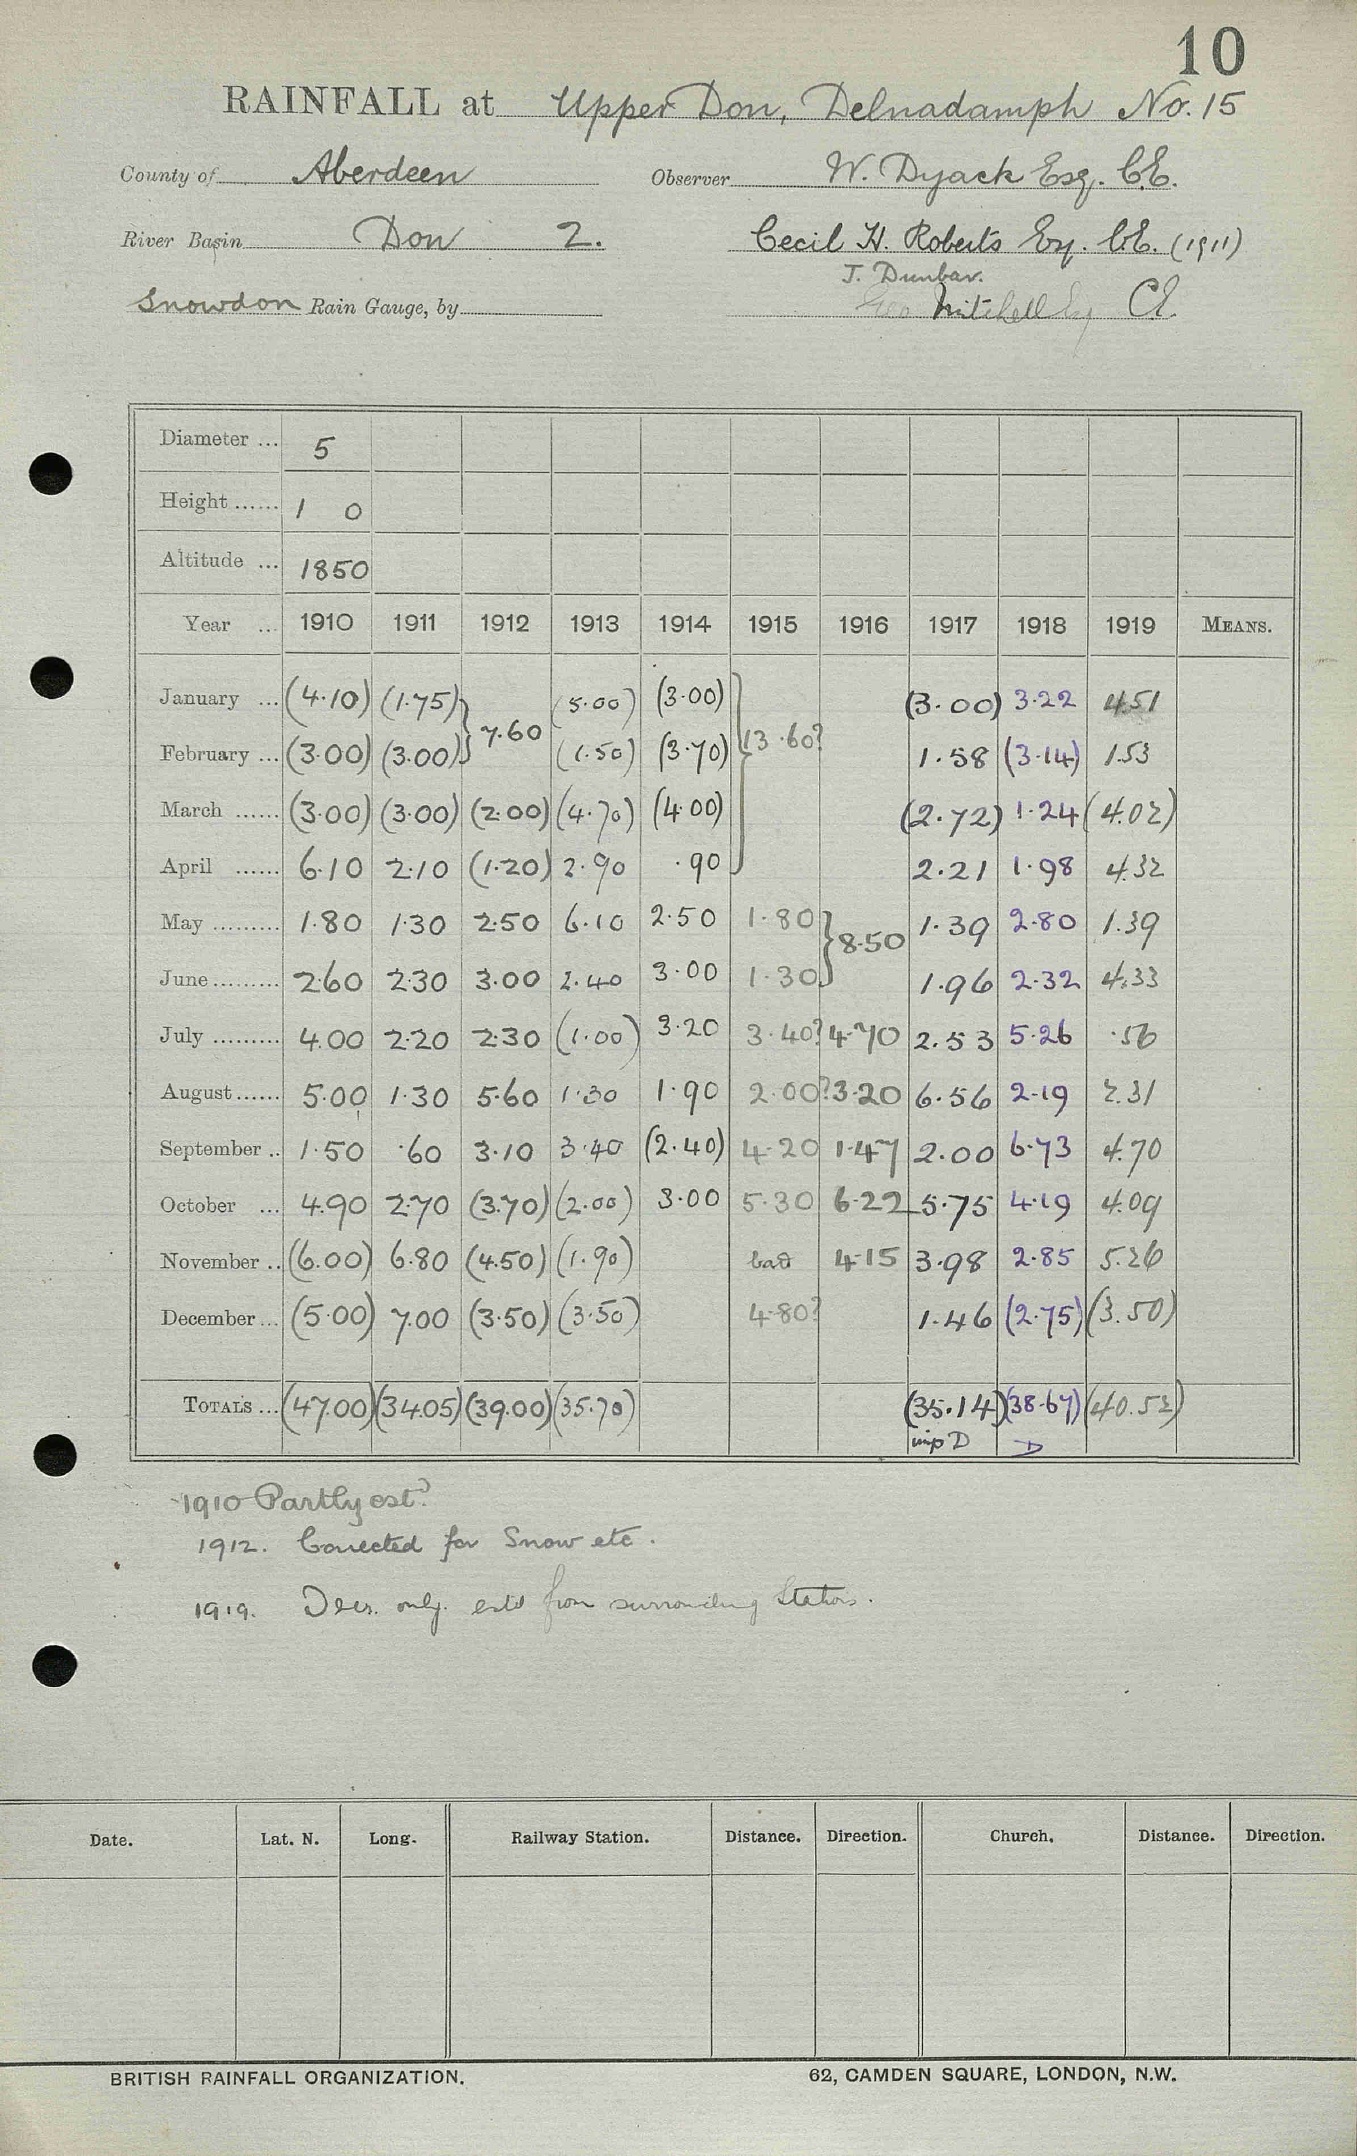 10
RAINFALL at Upper Don, Delnadamph No. 15
County of Aberdeen Observer W. Dyack Esq. C.E.
River Basin Don 2. Cecil H. Roberts Esq. C.E. (1911)
J. Dunbar.
Snowdon Rain Gauge, by Geo Mitchell Esq C.E.
Diameter ... 5
Height ...... 1 0
Altitude ... 1850
Year ... 1910 1911 1912 1913 1914 1915 1916 1917 1918 1919 MEANS.
January ... (4.10) (1.75) } 7.60 (5.00) (3.00) } 13.60? (3.00) 3.22 4.51
February ... (3.00) (3.00) (1.50) (3.70) 1.58 (3.14) 1.53
March ...... (3.00) (3.00) (2.00) (4.70) (4.00) (2.72) 1.24 (4.02)
April ...... 6.10 2.10 (1.20) 2.90 .90 2.21 1.98 4.32
May ......... 1.80 1.30 2.50 6.10 2.50 1.80 } 8.50 1.39 2.80 1.39
June ......... 2.60 2.30 3.00 2.40 3.00 1.30 1.96 2.32 4.33
July ......... 4.00 2.20 2.30 (1.00) 3.20 3.40? 4.70 2.53 5.26 .56
August ...... 5.00 1.30 5.60 1.30 1.90 2.00? 3.20 6.56 2.19 2.31
September .. 1.50 .60 3.10 3.40 (2.40) 4.20 1.47 2.00 6.73 4.70
October ... 4.90 2.70 (3.70) (2.00) 3.00 5.30 6.22 5.75 4.19 4.09
November .. (6.00) 6.80 (4.50) (1.90) bad 4.15 3.98 2.85 5.26
December ... (5.00) 7.00 (3.50) (3.50) 4.80? 1.46 (2.75) (3.50)
TOTALS ... (47.00) (34.05) (39.00) (35.70) (35.14) (38.67) (40.52)
imp D D
1910 Partly est?
1912. Corrected for Snow etc.
1919. Decr. only. estd from surrounding Stations.
Date. Lat. N. Long. Railway Station. Distance. Direction. Church. Distance. Direction.
BRITISH RAINFALL ORGANIZATION. 62, CAMDEN SQUARE, LONDON, N.W.